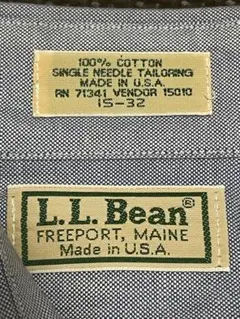 100% COTTON
SINGLE NEEDLE TAILORING
MADE IN U.S.A.
RN 71341 VENDOR 15010
15-32
L.L. Bean®
FREEPORT, MAINE
Made in U.S.A.